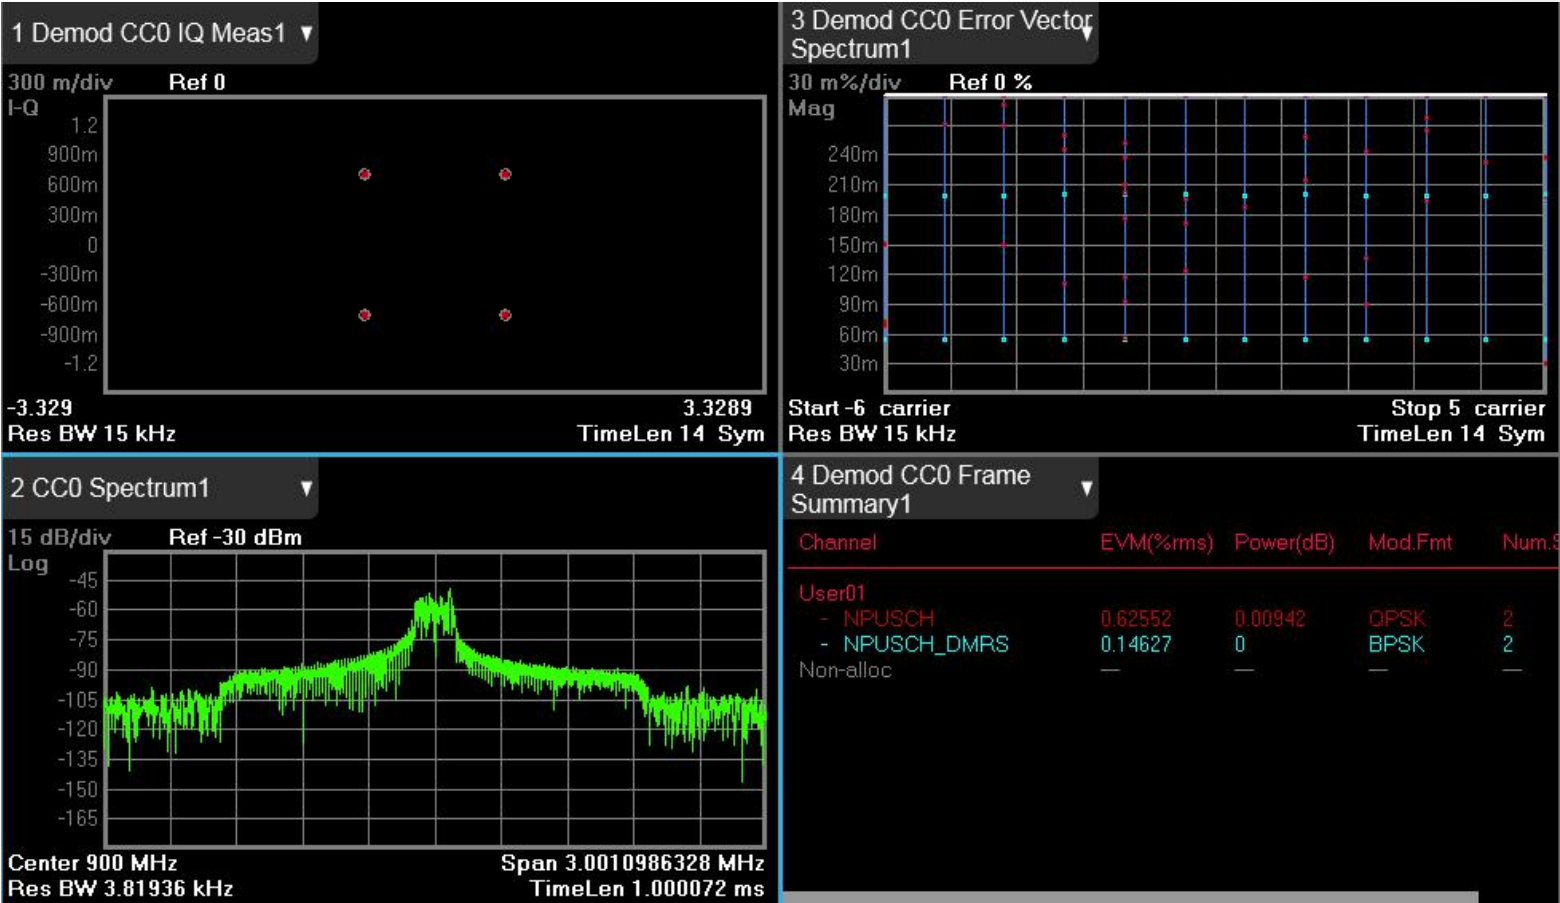 1 Demod CC0 IQ Meas1 ▼
300 m/div Ref 0
I-Q
1.2
900m
600m
300m
0
-300m
-600m
-900m
-1.2
-3.329 3.3289
Res BW 15 kHz TimeLen 14 Sym
3 Demod CC0 Error Vector
Spectrum1 ▼
30 m%/div Ref 0 %
Mag
240m
210m
180m
150m
120m
90m
60m
30m
Start -6 carrier Stop 5 carrier
Res BW 15 kHz TimeLen 14 Sym
2 CC0 Spectrum1 ▼
15 dB/div Ref -30 dBm
Log
-45
-60
-75
-90
-105
-120
-135
-150
-165
Center 900 MHz Span 3.0010986328 MHz
Res BW 3.81936 kHz TimeLen 1.000072 ms
4 Demod CC0 Frame
Summary1 ▼
Channel EVM(%rms) Power(dB) Mod.Fmt Num.
User01
- NPUSCH 0.62552 0.00942 QPSK 2
- NPUSCH_DMRS 0.14627 0 BPSK 2
Non-alloc — — — —